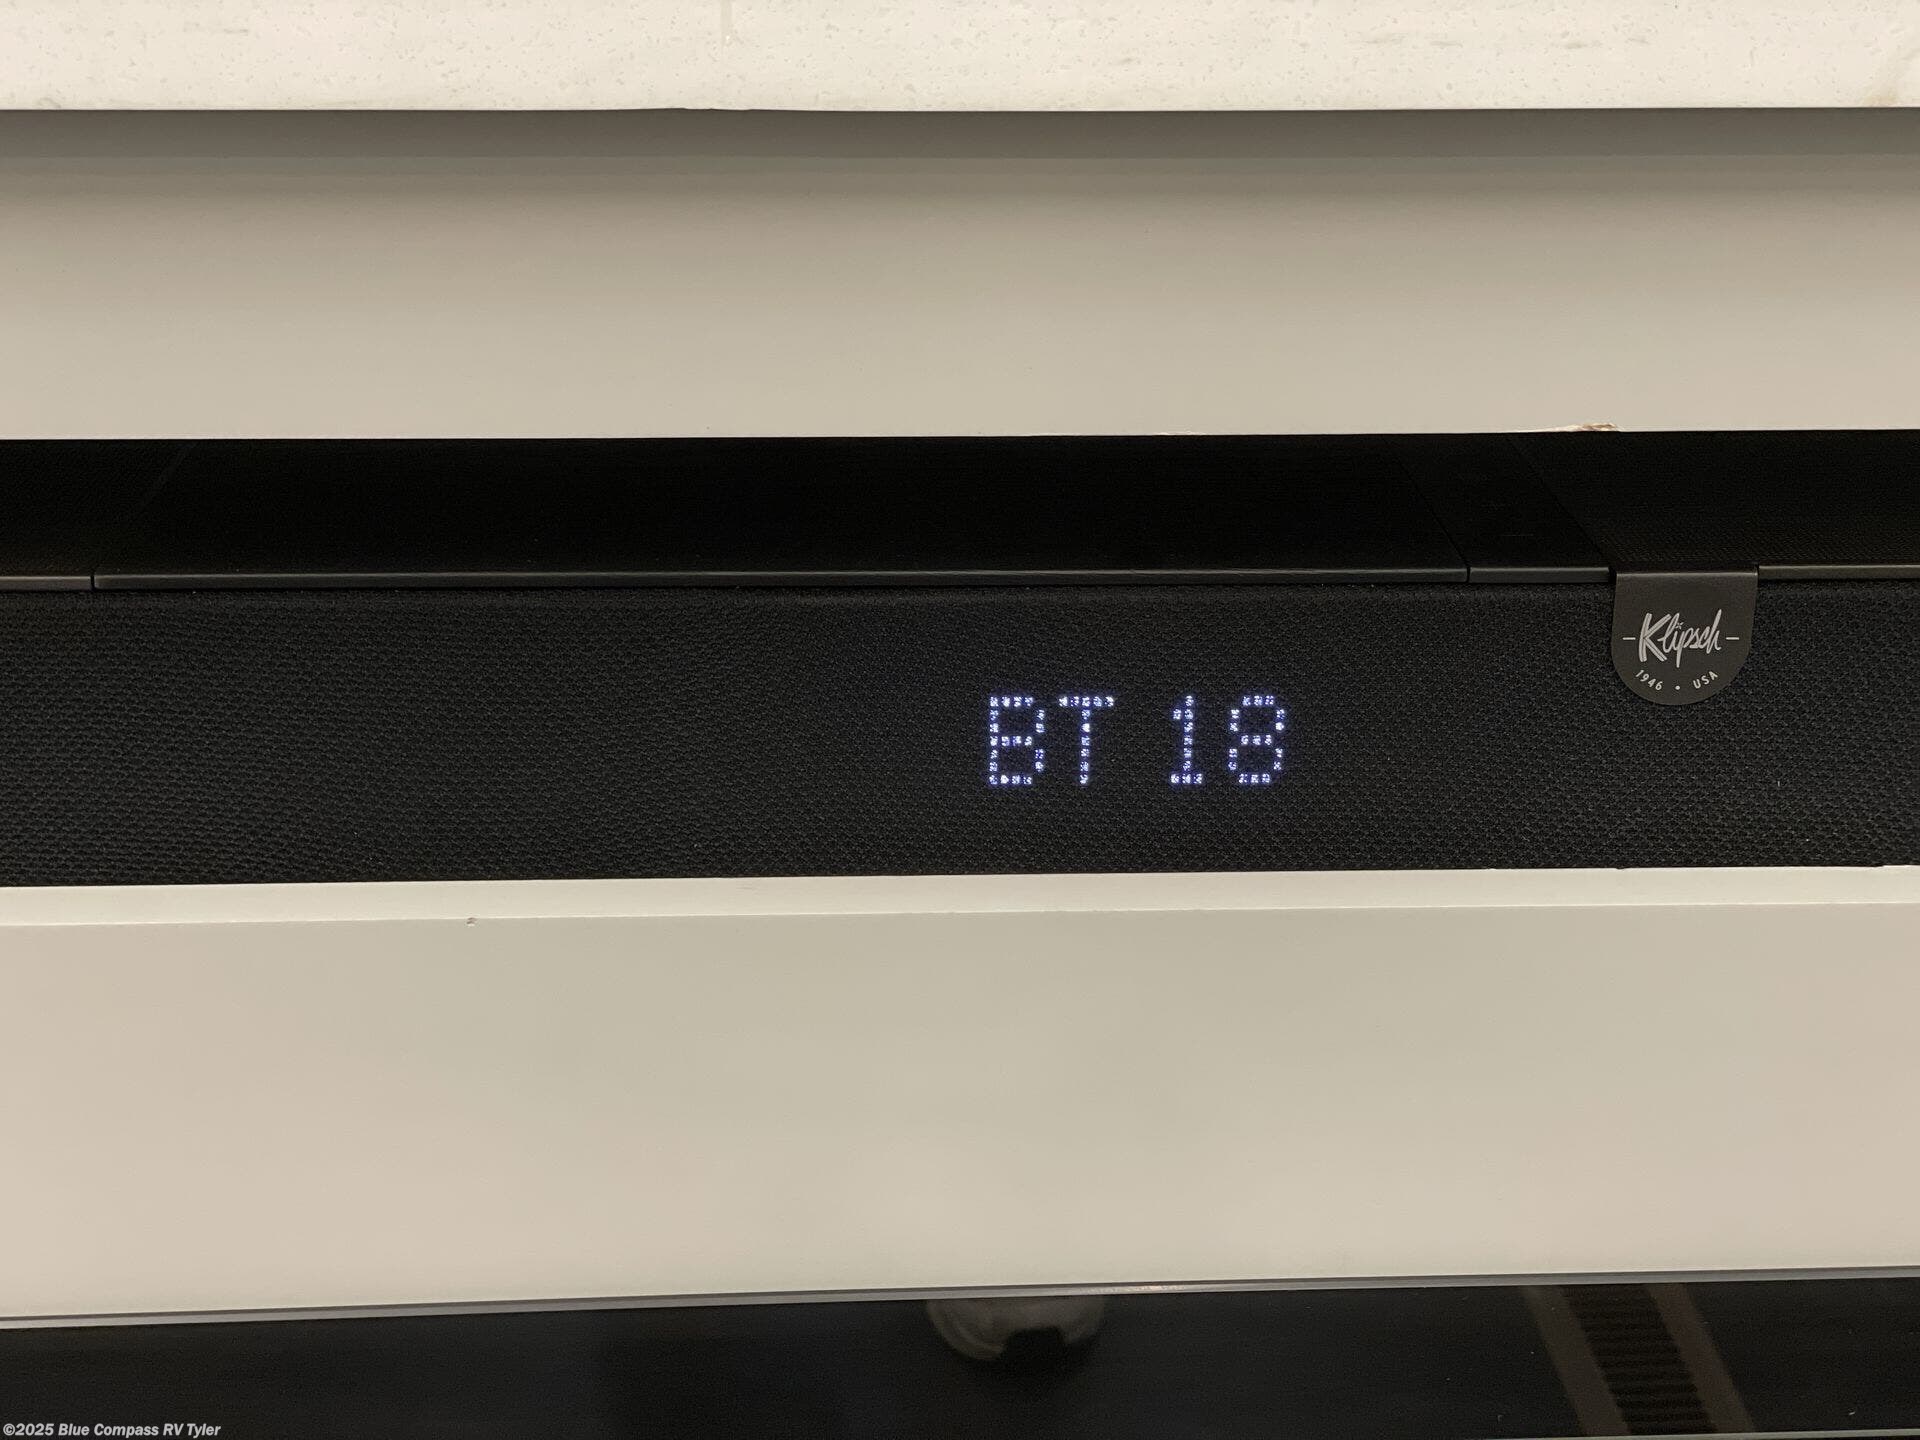 -Klipsch-
1946 • USA
BT 18
©2025 Blue Compass RV Tyler